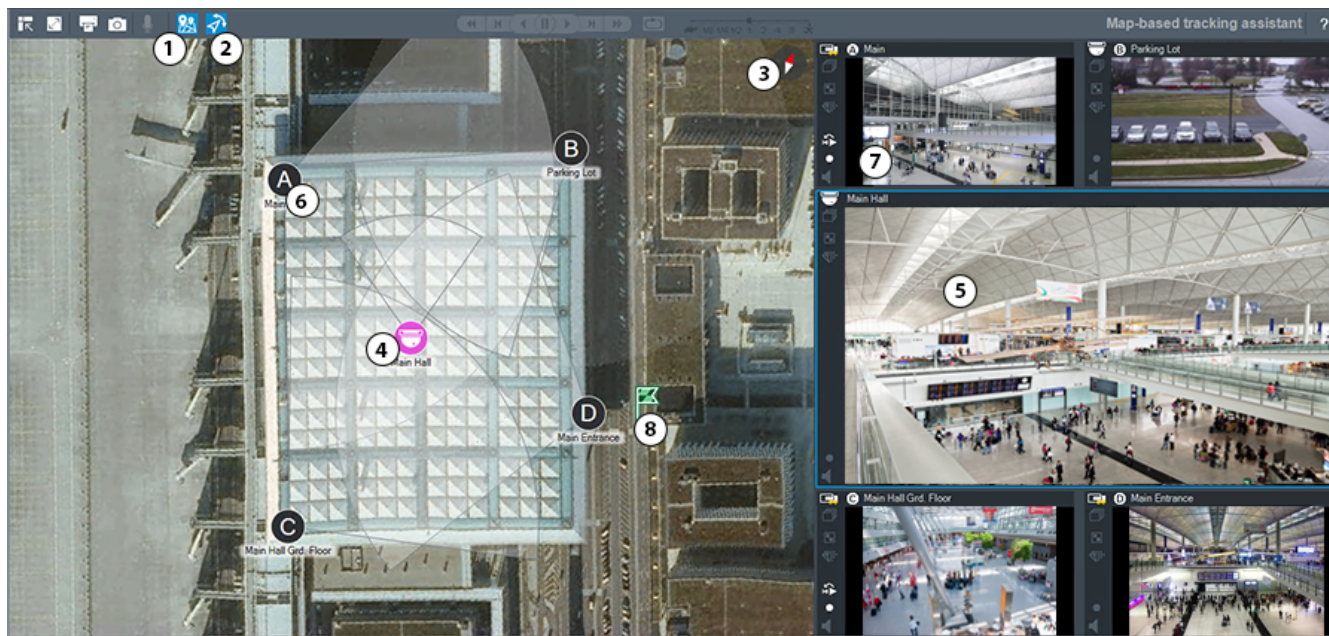 Map-based tracking assistant
?
1
2
3
A Main
B Parking Lot
7
B
Parking Lot
A
6
Main Hall
5
4
Main Hall
D
Main Entrance
8
C
Main Hall Grd. Floor
C Main Hall Grd. Floor
D Main Entrance